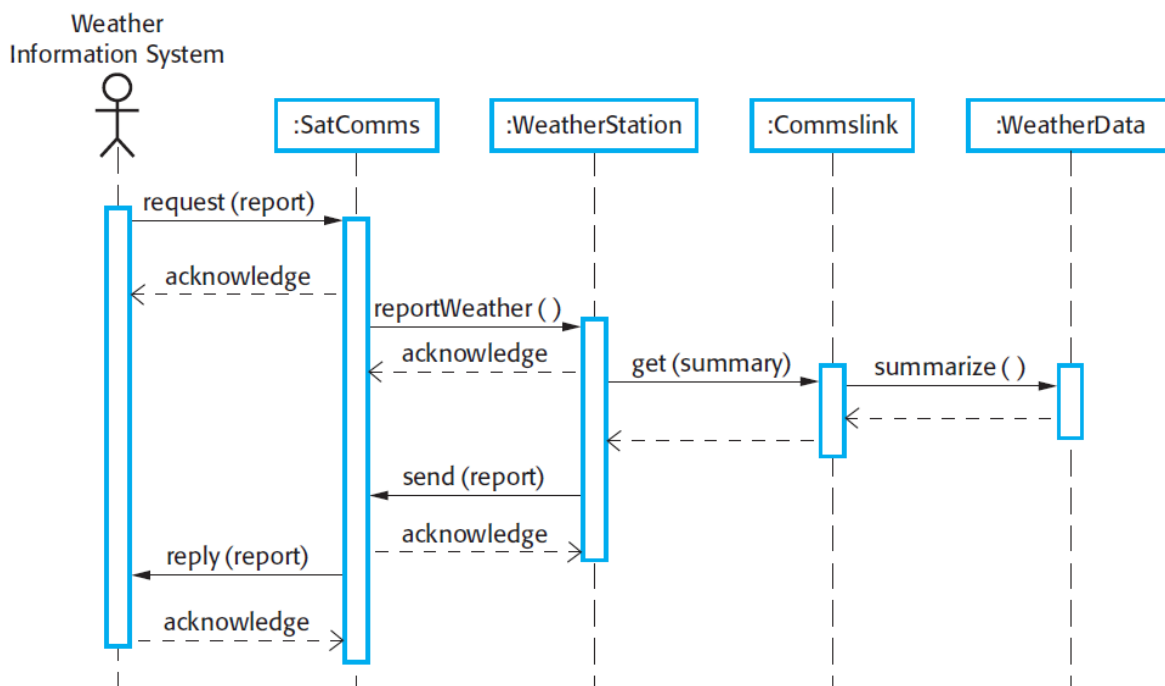 Weather
Information System
:SatComms
:WeatherStation
:Commslink
:WeatherData
request (report)
acknowledge
reportWeather ( )
acknowledge
get (summary)
summarize ( )
send (report)
acknowledge
reply (report)
acknowledge